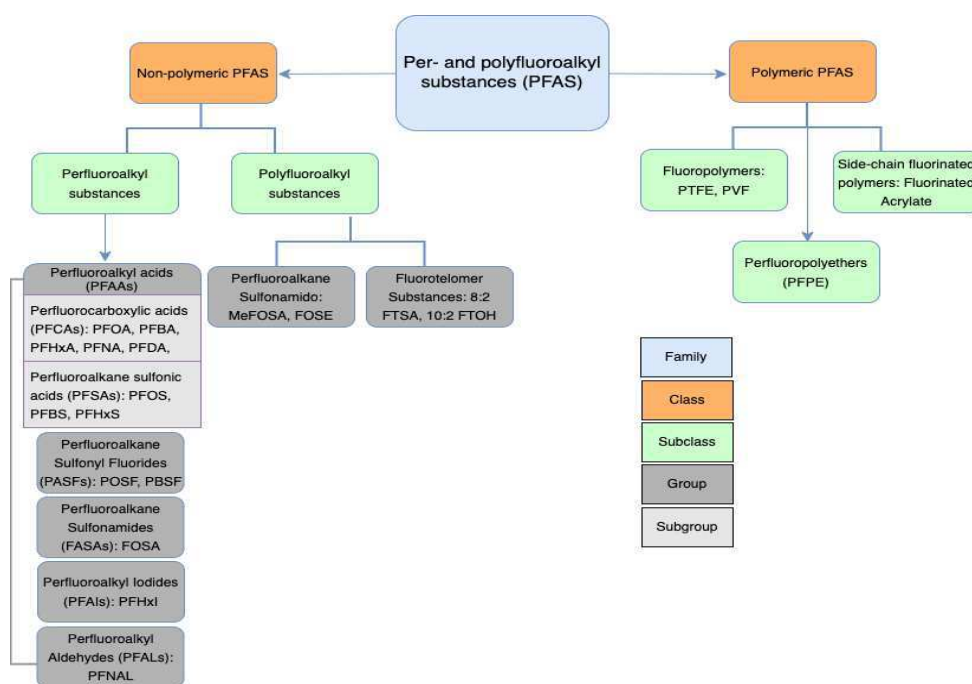 Per- and polyfluoroalkyl
substances (PFAS)
Non-polymeric PFAS
Polymeric PFAS
Perfluoroalkyl
substances
Polyfluoroalkyl
substances
Fluoropolymers:
PTFE, PVF
Side-chain fluorinated
polymers: Fluorinated
Acrylate
Perfluoropolyethers
(PFPE)
Perfluoroalkyl acids
(PFAAs)
Perfluorocarboxylic acids
(PFCAs): PFOA, PFBA,
PFHxA, PFNA, PFDA,
Perfluoroalkane sulfonic
acids (PFSAs): PFOS,
PFBS, PFHxS
Perfluoroalkane
Sulfonyl Fluorides
(PASFs): POSF, PBSF
Perfluoroalkane
Sulfonamides
(FASAs): FOSA
Perfluoroalkyl Iodides
(PFAIs): PFHxI
Perfluoroalkyl
Aldehydes (PFALs):
PFNAL
Perfluoroalkane
Sulfonamido:
MeFOSA, FOSE
Fluorotelomer
Substances: 8:2
FTSA, 10:2 FTOH
Family
Class
Subclass
Group
Subgroup